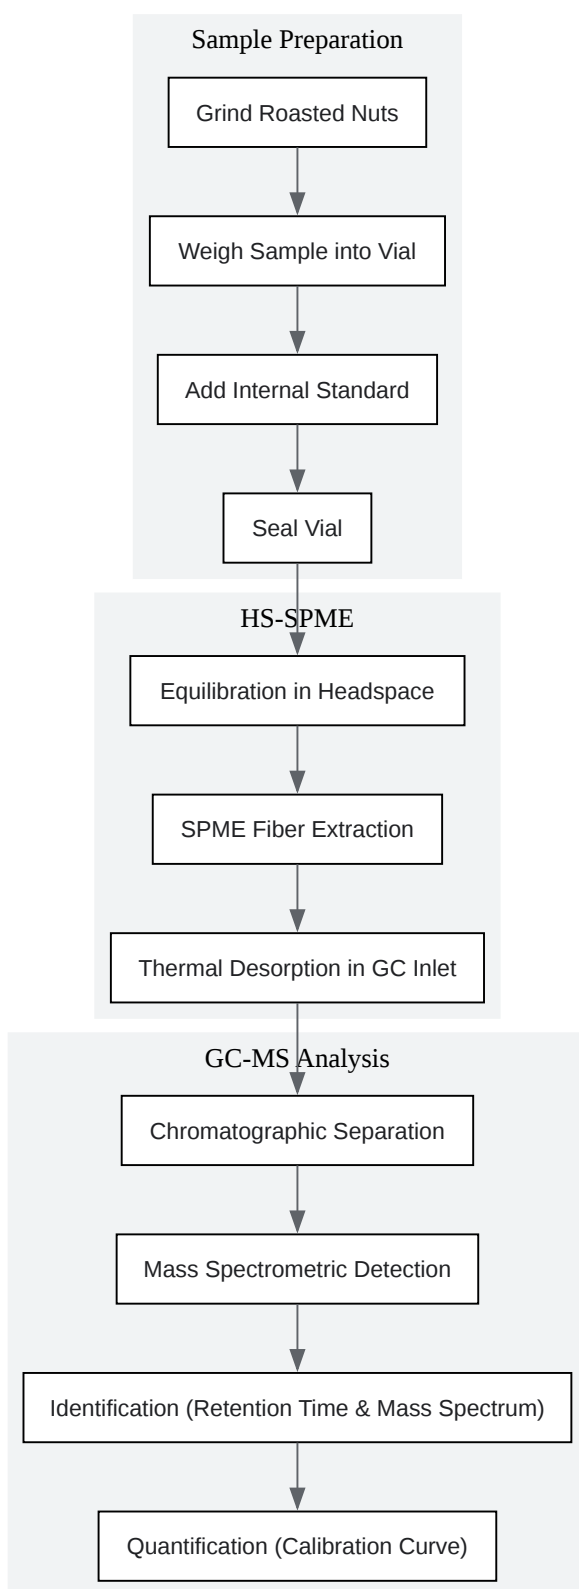 Sample Preparation
Grind Roasted Nuts
Weigh Sample into Vial
Add Internal Standard
Seal Vial
HS-SPME
Equilibration in Headspace
SPME Fiber Extraction
Thermal Desorption in GC Inlet
GC-MS Analysis
Chromatographic Separation
Mass Spectrometric Detection
Identification (Retention Time & Mass Spectrum)
Quantification (Calibration Curve)